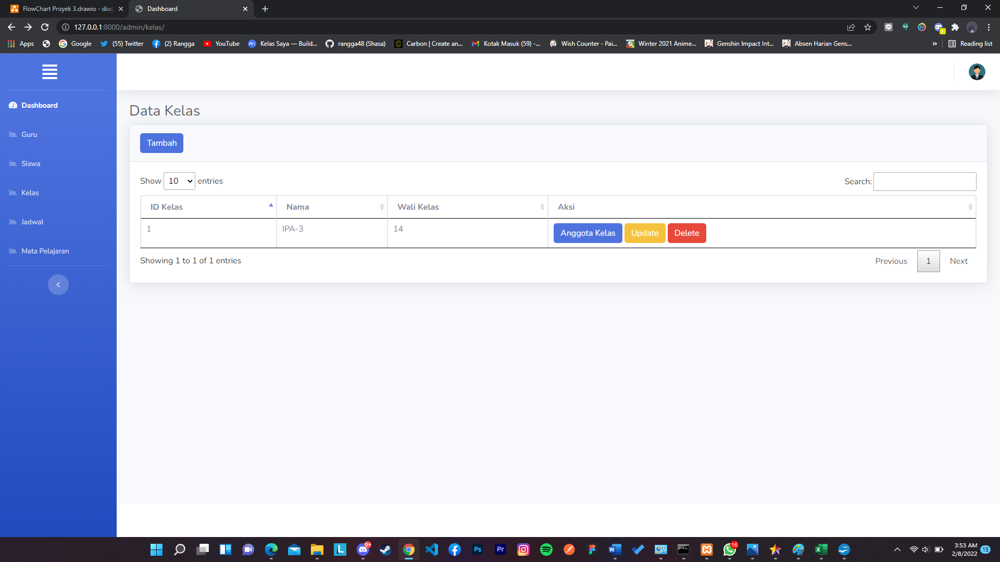 FlowChart Proyek 3.drawio - diag
Dashboard
127.0.0.1:8000/admin/kelas/
Apps
Google
(55) Twitter
(2) Rangga
YouTube
Kelas Saya — Build...
rangga48 (Shasa)
Carbon | Create an...
Kotak Masuk (59) -...
Wish Counter - Pai...
Winter 2021 Anime...
Genshin Impact Int...
Absen Harian Gens...
»
Reading list
Dashboard
Guru
Siswa
Kelas
Jadwal
Mata Pelajaran
Data Kelas
Tambah
Show 10 entries
Search:
ID Kelas Nama Wali Kelas Aksi
1 IPA-3 14 Anggota Kelas Update Delete
Showing 1 to 1 of 1 entries
Previous 1 Next
L
9+
Ps
Pr
W
16
X
3:53 AM
2/8/2022
15